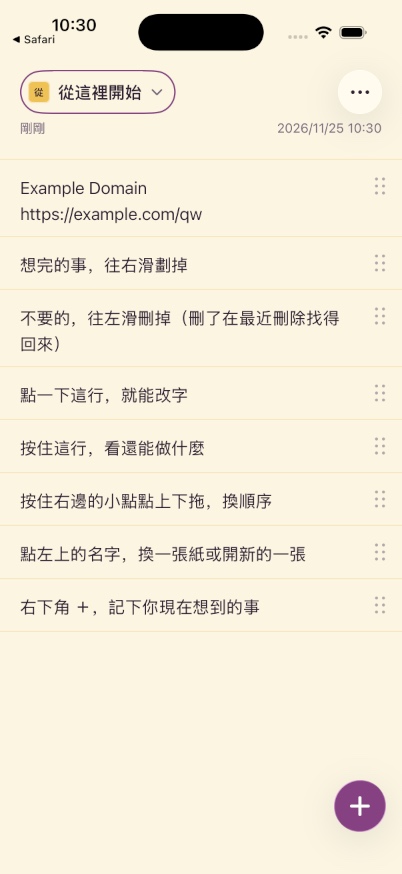 10:30
◀ Safari
從 從這裡開始
剛剛 2026/11/25 10:30
Example Domain
https://example.com/qw
想完的事，往右滑劃掉
不要的，往左滑刪掉（刪了在最近刪除找得
回來）
點一下這行，就能改字
按住這行，看還能做什麼
按住右邊的小點點上下拖，換順序
點左上的名字，換一張紙或開新的一張
右下角 ＋，記下你現在想到的事